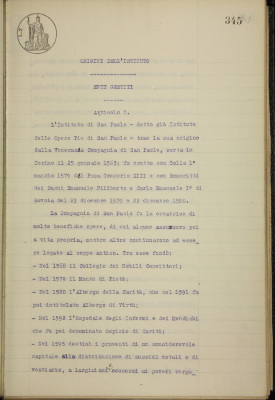 345
ORIGINI DELL'ISTITUTO
ENTI GESTITI
Articolo 1.
L'Istituto di San Paolo - detto già Istituto
delle Opere Pie di San Paolo - trae la sua origine
dalla Veneranda Compagnia di San Paolo, sorta in
Torino il 25 gennaio 1563; fu eretto con Bolla 1°
maggio 1579 del Papa Gregorio XIII e con Rescritti
dei Duchi Emanuele Filiberto e Carlo Emanuele I° di
Savoia del 23 dicembre 1579 e 22 dicembre 1580.
La Compagnia di San Paolo fu la creatrice di
molte benefiche opere, di cui alcune assunsero poi
a vita propria, mentre altre continuarono ad esse-
re legate al ceppo antico. Tra esse fondò:
- Nel 1568 il Collegio dei Nobili Convittori;
- Nel 1579 il Monte di Pietà;
- Nel 1580 l'Albergo della Carità, che nel 1591 fu
poi intitolato Albergo di Virtù;
- Nel 1592 l'Ospedale degli Infermi e dei Mendichi
che fu poi denominato Ospizio di Carità;
- Nel 1595 destinò i proventi di un considerevole
capitale alla distribuzione di sussidi dotali e di
vestiario, a largizioni e soccorsi ai poveri vergo-